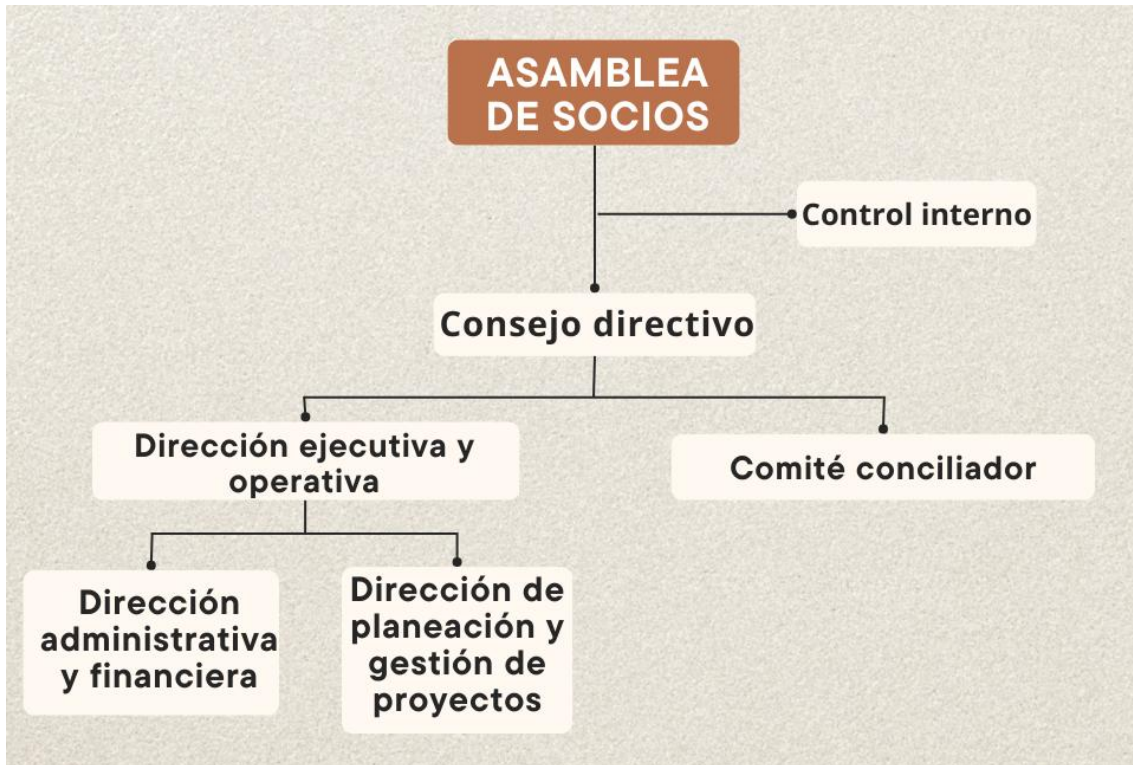 ASAMBLEA
DE SOCIOS
Control interno
Consejo directivo
Dirección ejecutiva y
operativa
Comité conciliador
Dirección
administrativa
y financiera
Dirección de
planeación y
gestión de
proyectos